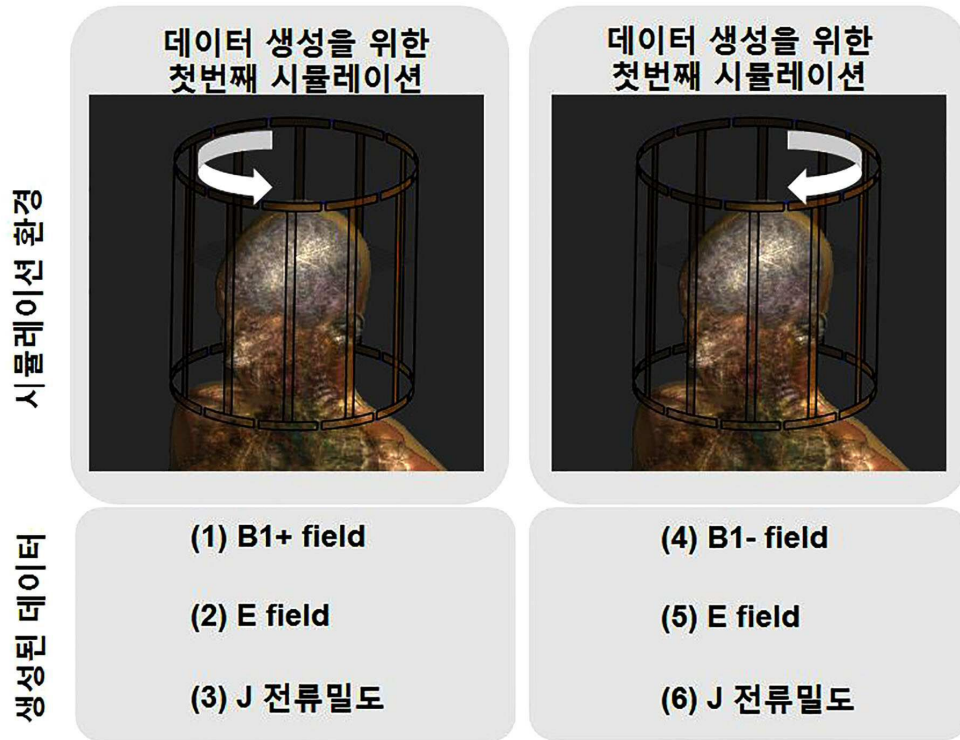 데이터 생성을 위한
첫번째 시뮬레이션
데이터 생성을 위한
첫번째 시뮬레이션
시뮬레이션 환경
생성된 데이터
(1) B1+ field
(2) E field
(3) J 전류밀도
(4) B1- field
(5) E field
(6) J 전류밀도